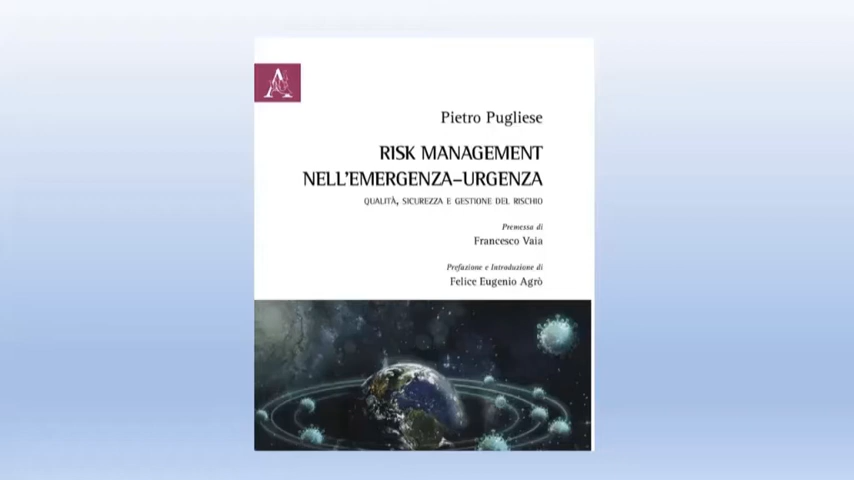 Pietro Pugliese
RISK MANAGEMENT
NELL'EMERGENZA–URGENZA
QUALITÀ, SICUREZZA E GESTIONE DEL RISCHIO
Premessa di
Francesco Vaia
Prefazione e Introduzione di
Felice Eugenio Agrò